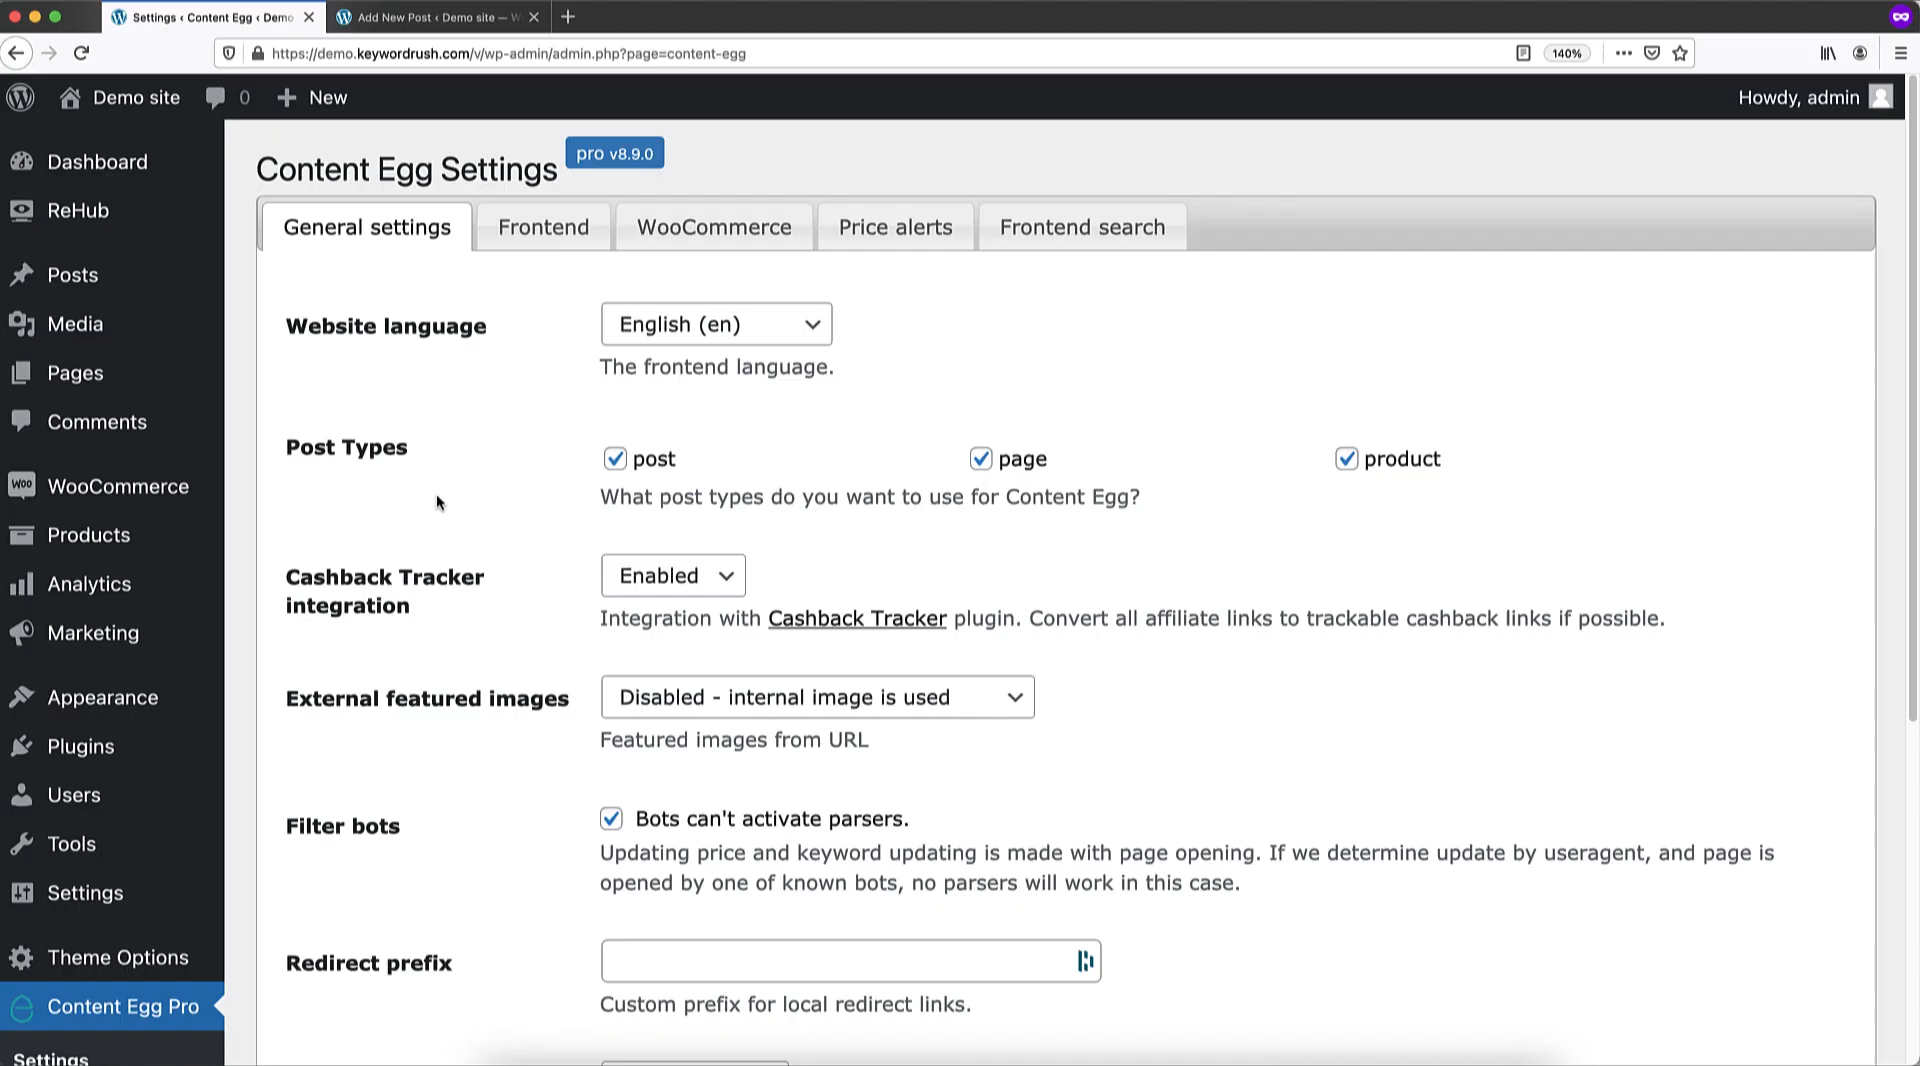 Settings ‹ Content Egg ‹ Demo
Add New Post ‹ Demo site — W
https://demo.keywordrush.com/v/wp-admin/admin.php?page=content-egg
140%
Demo site
0
New
Howdy, admin
Dashboard
ReHub
Posts
Media
Pages
Comments
WooCommerce
Products
Analytics
Marketing
Appearance
Plugins
Users
Tools
Settings
Theme Options
Content Egg Pro
Settings
Content Egg Settings
pro v8.9.0
General settings
Frontend
WooCommerce
Price alerts
Frontend search
Website language
English (en)
The frontend language.
Post Types
post
page
product
What post types do you want to use for Content Egg?
Cashback Tracker
integration
Enabled
Integration with Cashback Tracker plugin. Convert all affiliate links to trackable cashback links if possible.
External featured images
Disabled - internal image is used
Featured images from URL
Filter bots
Bots can't activate parsers.
Updating price and keyword updating is made with page opening. If we determine update by useragent, and page is
opened by one of known bots, no parsers will work in this case.
Redirect prefix
Custom prefix for local redirect links.